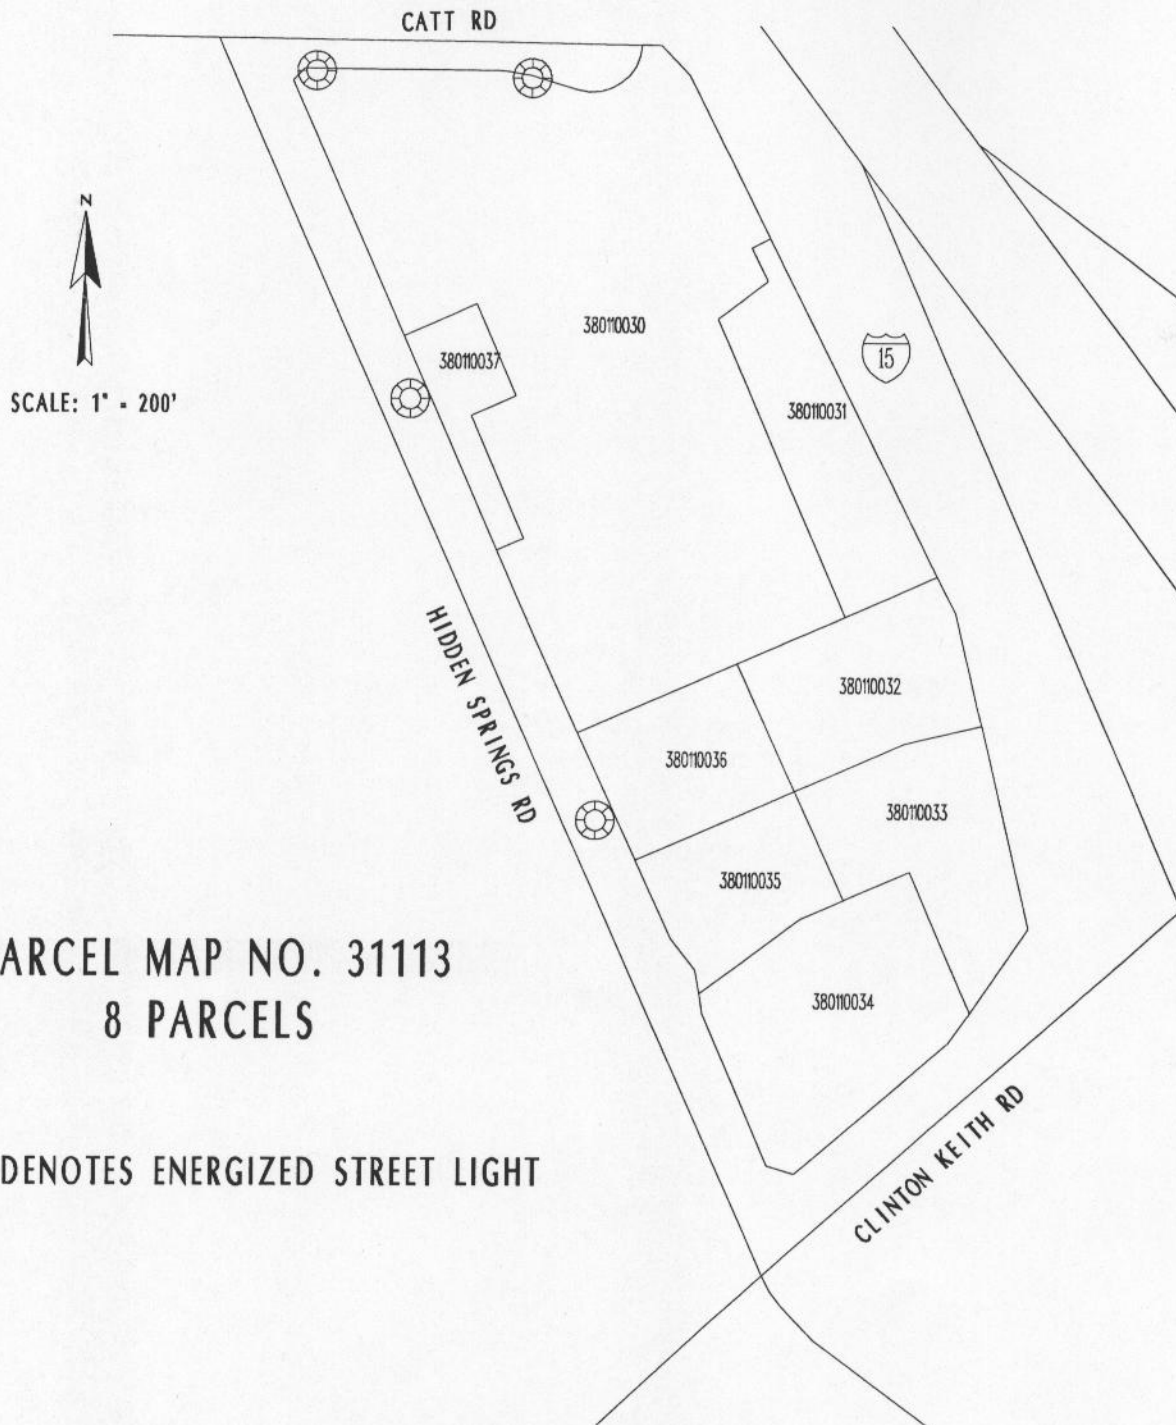 CATT RD
N
SCALE: 1" = 200'
380110030
380110037
15
380110031
HIDDEN SPRINGS RD
380110032
380110036
380110033
380110035
ARCEL MAP NO. 31113
8 PARCELS
380110034
DENOTES ENERGIZED STREET LIGHT
CLINTON KEITH RD